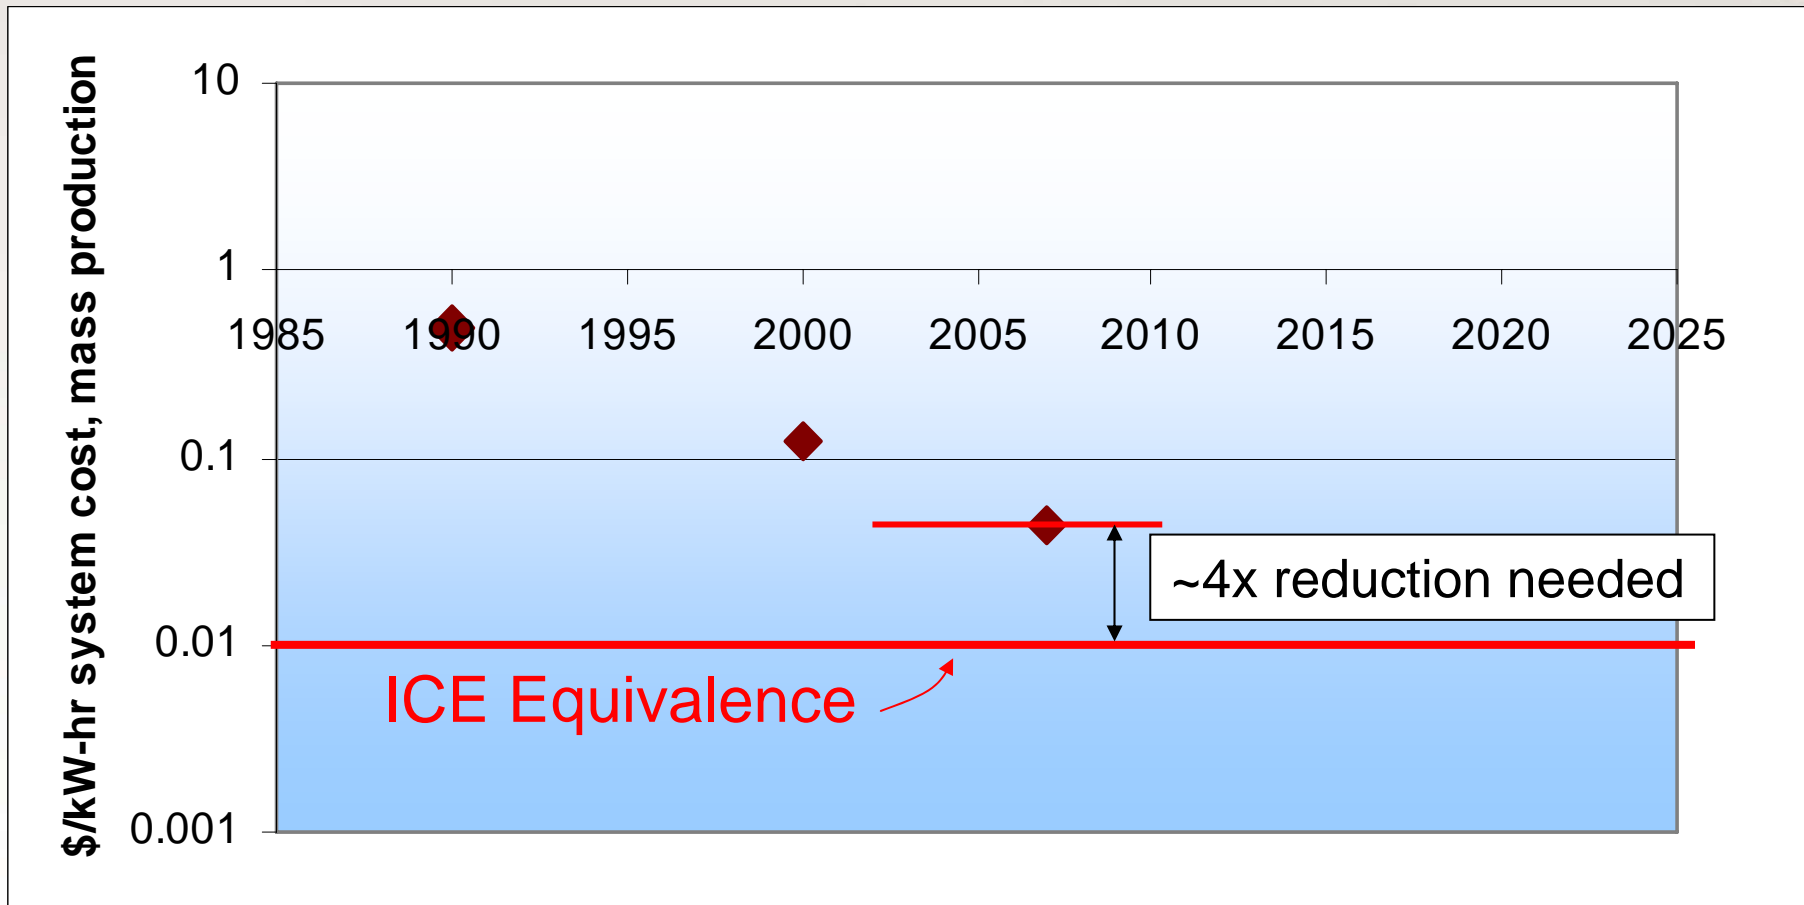 $/kW-hr system cost, mass production
10
1
1985 1990 1995 2000 2005 2010 2015 2020 2025
0.1
~4x reduction needed
0.01
ICE Equivalence
0.001